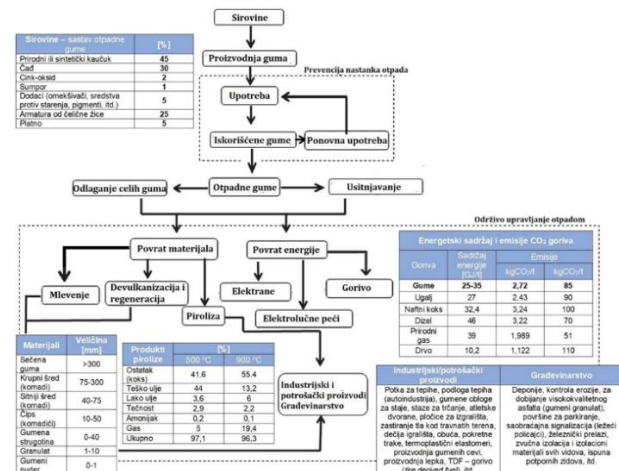 Sirovine
Sirovine – sastav otpadne gume [%]
Prirodni ili sintetički kaučuk 45
Čađ 30
Cink-oksid 2
Sumpor 1
Dodaci (omekšivači, sredstva protiv starenja, pigmenti, itd.) 5
Armatura od čelične žice 25
Platno 5
Proizvodnja guma
Prevencija nastanka otpada
Upotreba
Iskorišćene gume
Ponovna upotreba
Odlaganje celih guma
Otpadne gume
Usitnjavanje
Održivo upravljanje otpadom
Povrat materijala
Povrat energije
Mlevenje
Devulkanizacija i regeneracija
Piroliza
Elektrane
Gorivo
Elektrolučne peći
Industrijski i potrošački proizvodi
Građevinarstvo
Energetski sadržaj i emisije CO₂ goriva
Goriva Sadržaj energije [GJ/t] Emisije
kgCO₂/t kgCO₂/t
Gume 25-35 2,72 85
Ugalj 27 2,43 90
Naftni koks 32,4 3,24 100
Dizel 46 3,22 70
Prirodni gas 39 1,989 51
Drvo 10,2 1,122 110
Materijali Veličina [mm]
Sečena guma >300
Krupni šred (komadi) 75-300
Sitniji šred (komadi) 40-75
Čips (komadići) 10-50
Gumena strugotina 0-40
Granulat 1-10
Gumeni 0-1
Produkti pirolize [%]
500 °C 900 °C
Ostatak (koks) 41.6 55.4
Teško ulje 44 13,2
Lako ulje 3,6 6
Tečnost 2,9 2,2
Amonijak 0,2 0,1
Gas 5 19,4
Ukupno 97,1 96,3
Industrijski/potrošački proizvodi
Potka za tepihe, podloga tepiha
(autoindustrija), gumene obloge
za staje, staze za trčanje, atletske
dvorane, pločice za igrališta,
zastiranje tla kod travnatih terena,
dečija igrališta, obuća, pokretne
trake, termoplastični elastomeri,
proizvodnja gumenih cevi,
proizvodnja lepka, TDF – gorivo
Građevinarstvo
Deponije, kontrola erozije, za
dobijanje visokokvalitetnog
asfalta (gumeni granulat),
površine za parkiranje,
saobraćajna signalizacija (ležeći
policajci), železnički prelazi,
zvučna izolacija i izolacioni
materijali svih vidova, ispuna
potpornih zidova, itd.